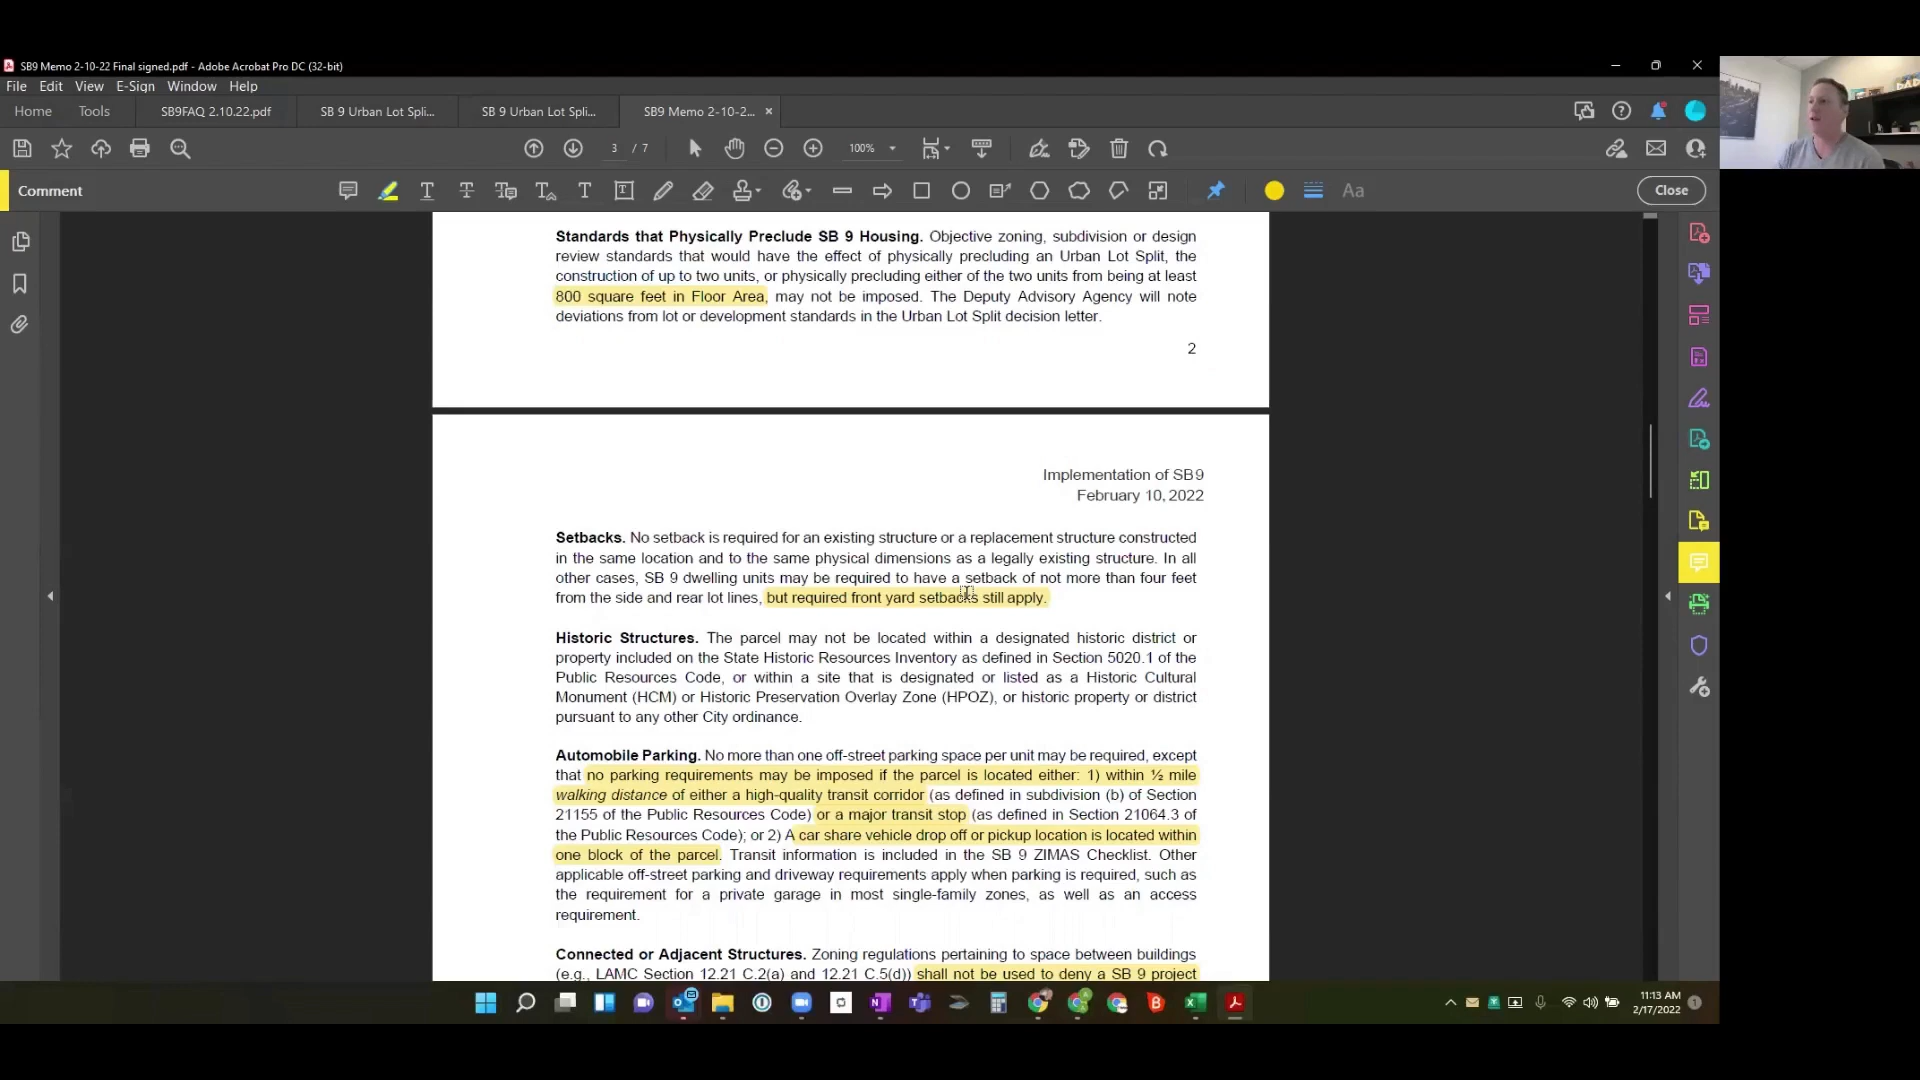 SB9 Memo 2-10-22 Final signed.pdf - Adobe Acrobat Pro DC (32-bit)
File Edit View E-Sign Window Help
Home Tools SB9FAQ 2.10.22.pdf SB 9 Urban Lot Spli... SB 9 Urban Lot Spli... SB9 Memo 2-10-2... ×
3 / 7 100%
Comment Aa Close
Standards that Physically Preclude SB 9 Housing. Objective zoning, subdivision or design
review standards that would have the effect of physically precluding an Urban Lot Split, the
construction of up to two units, or physically precluding either of the two units from being at least
800 square feet in Floor Area, may not be imposed. The Deputy Advisory Agency will note
deviations from lot or development standards in the Urban Lot Split decision letter.
2
Implementation of SB9
February 10, 2022
Setbacks. No setback is required for an existing structure or a replacement structure constructed
in the same location and to the same physical dimensions as a legally existing structure. In all
other cases, SB 9 dwelling units may be required to have a setback of not more than four feet
from the side and rear lot lines, but required front yard setbacks still apply.
Historic Structures. The parcel may not be located within a designated historic district or
property included on the State Historic Resources Inventory as defined in Section 5020.1 of the
Public Resources Code, or within a site that is designated or listed as a Historic Cultural
Monument (HCM) or Historic Preservation Overlay Zone (HPOZ), or historic property or district
pursuant to any other City ordinance.
Automobile Parking. No more than one off-street parking space per unit may be required, except
that no parking requirements may be imposed if the parcel is located either: 1) within ½ mile
walking distance of either a high-quality transit corridor (as defined in subdivision (b) of Section
21155 of the Public Resources Code) or a major transit stop (as defined in Section 21064.3 of
the Public Resources Code); or 2) A car share vehicle drop off or pickup location is located within
one block of the parcel. Transit information is included in the SB 9 ZIMAS Checklist. Other
applicable off-street parking and driveway requirements apply when parking is required, such as
the requirement for a private garage in most single-family zones, as well as an access
requirement.
Connected or Adjacent Structures. Zoning regulations pertaining to space between buildings
(e.g., LAMC Section 12.21 C.2(a) and 12.21 C.5(d)) shall not be used to deny a SB 9 project
11:13 AM
2/17/2022